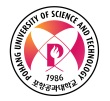 POHANG UNIVERSITY OF SCIENCE AND TECHNOLOGY
1986
포항공과대학교